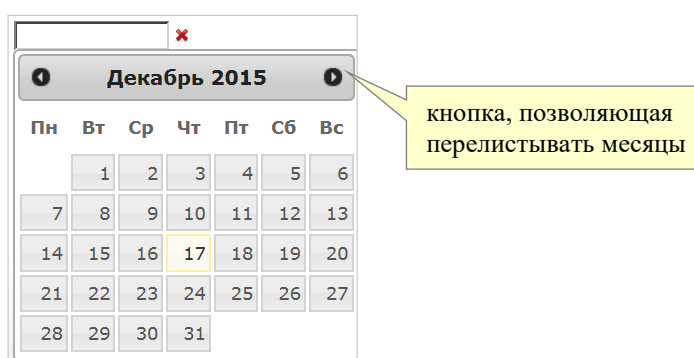 Декабрь 2015
Пн Вт Ср Чт Пт Сб Вс
1 2 3 4 5 6
7 8 9 10 11 12 13
14 15 16 17 18 19 20
21 22 23 24 25 26 27
28 29 30 31
кнопка, позволяющая
перелистывать месяцы